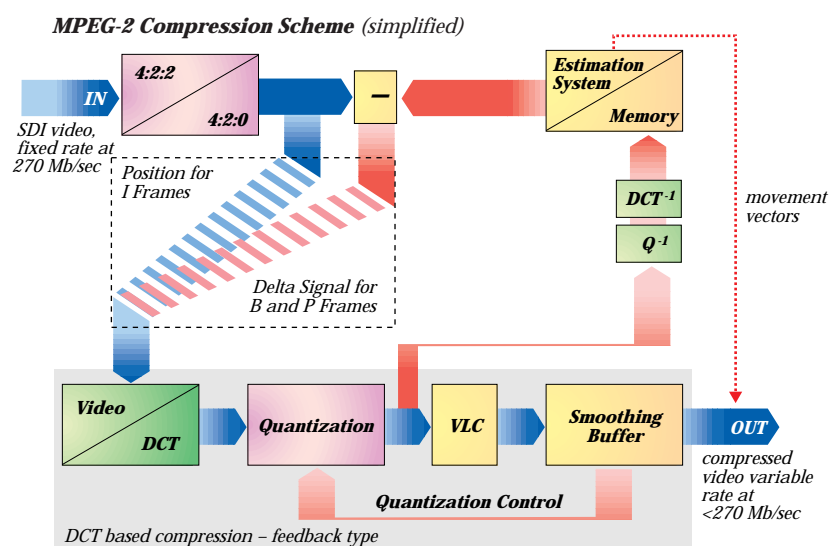 MPEG-2 Compression Scheme (simplified)
IN
4:2:2
4:2:0
–
Estimation
System
Memory
SDI video,
fixed rate at
270 Mb/sec
Position for
I Frames
Delta Signal for
B and P Frames
DCT-1
Q-1
movement
vectors
Video
DCT
Quantization
VLC
Smoothing
Buffer
OUT
compressed
video variable
rate at
<270 Mb/sec
Quantization Control
DCT based compression – feedback type